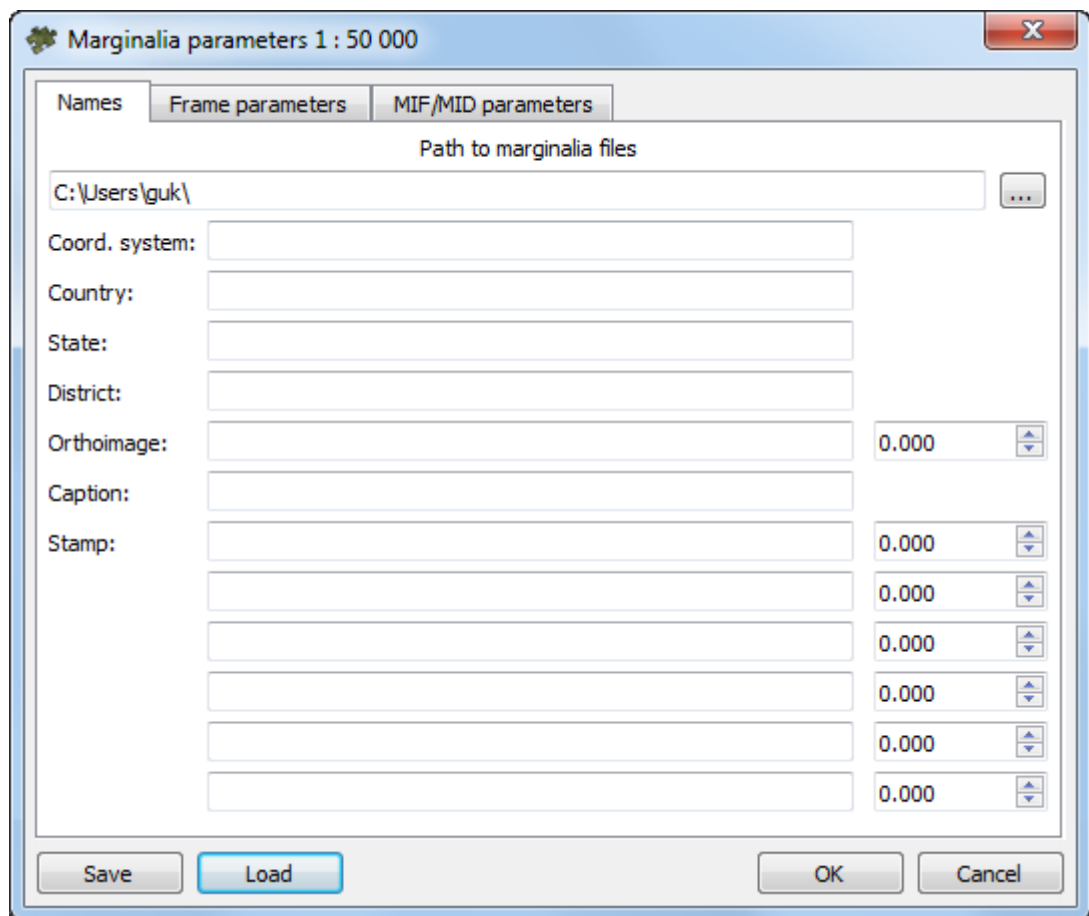 Marginalia parameters 1 : 50 000
x
Names Frame parameters MIF/MID parameters
Path to marginalia files
C:\Users\guk\ ...
Coord. system:
Country:
State:
District:
Orthoimage: 0.000
Caption:
Stamp: 0.000
0.000
0.000
0.000
0.000
0.000
Save Load OK Cancel